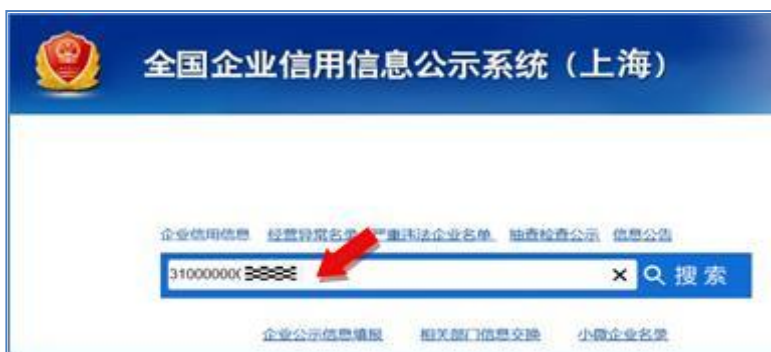 全国企业信用信息公示系统（上海）
企业信用信息 经营异常名录 严重违法企业名单 抽查检查公示 信息公告
31000000 搜索
企业公示信息填报 相关部门信息交换 小微企业名录